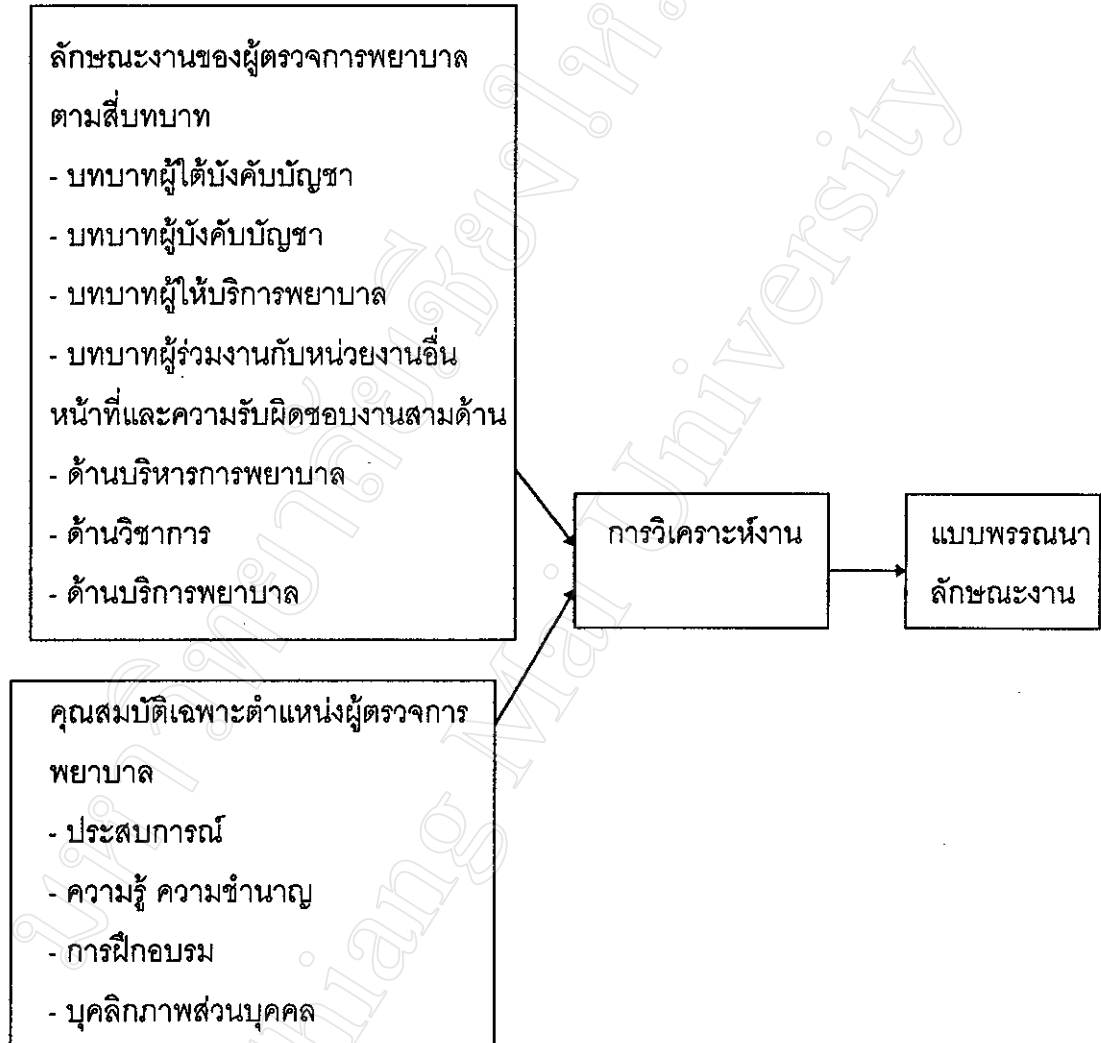 ลักษณะงานของผู้ตรวจการพยาบาล
ตามสี่บทบาท
- บทบาทผู้ใต้บังคับบัญชา
- บทบาทผู้บังคับบัญชา
- บทบาทผู้ให้บริการพยาบาล
- บทบาทผู้ร่วมงานกับหน่วยงานอื่น
หน้าที่และความรับผิดชอบงานสามด้าน
- ด้านบริหารการพยาบาล
- ด้านวิชาการ
- ด้านบริการพยาบาล
การวิเคราะห์งาน
แบบพรรณนา
ลักษณะงาน
คุณสมบัติเฉพาะตำแหน่งผู้ตรวจการ
พยาบาล
- ประสบการณ์
- ความรู้ ความชำนาญ
- การฝึกอบรม
- บุคลิกภาพส่วนบุคคล
Chiang Mai University